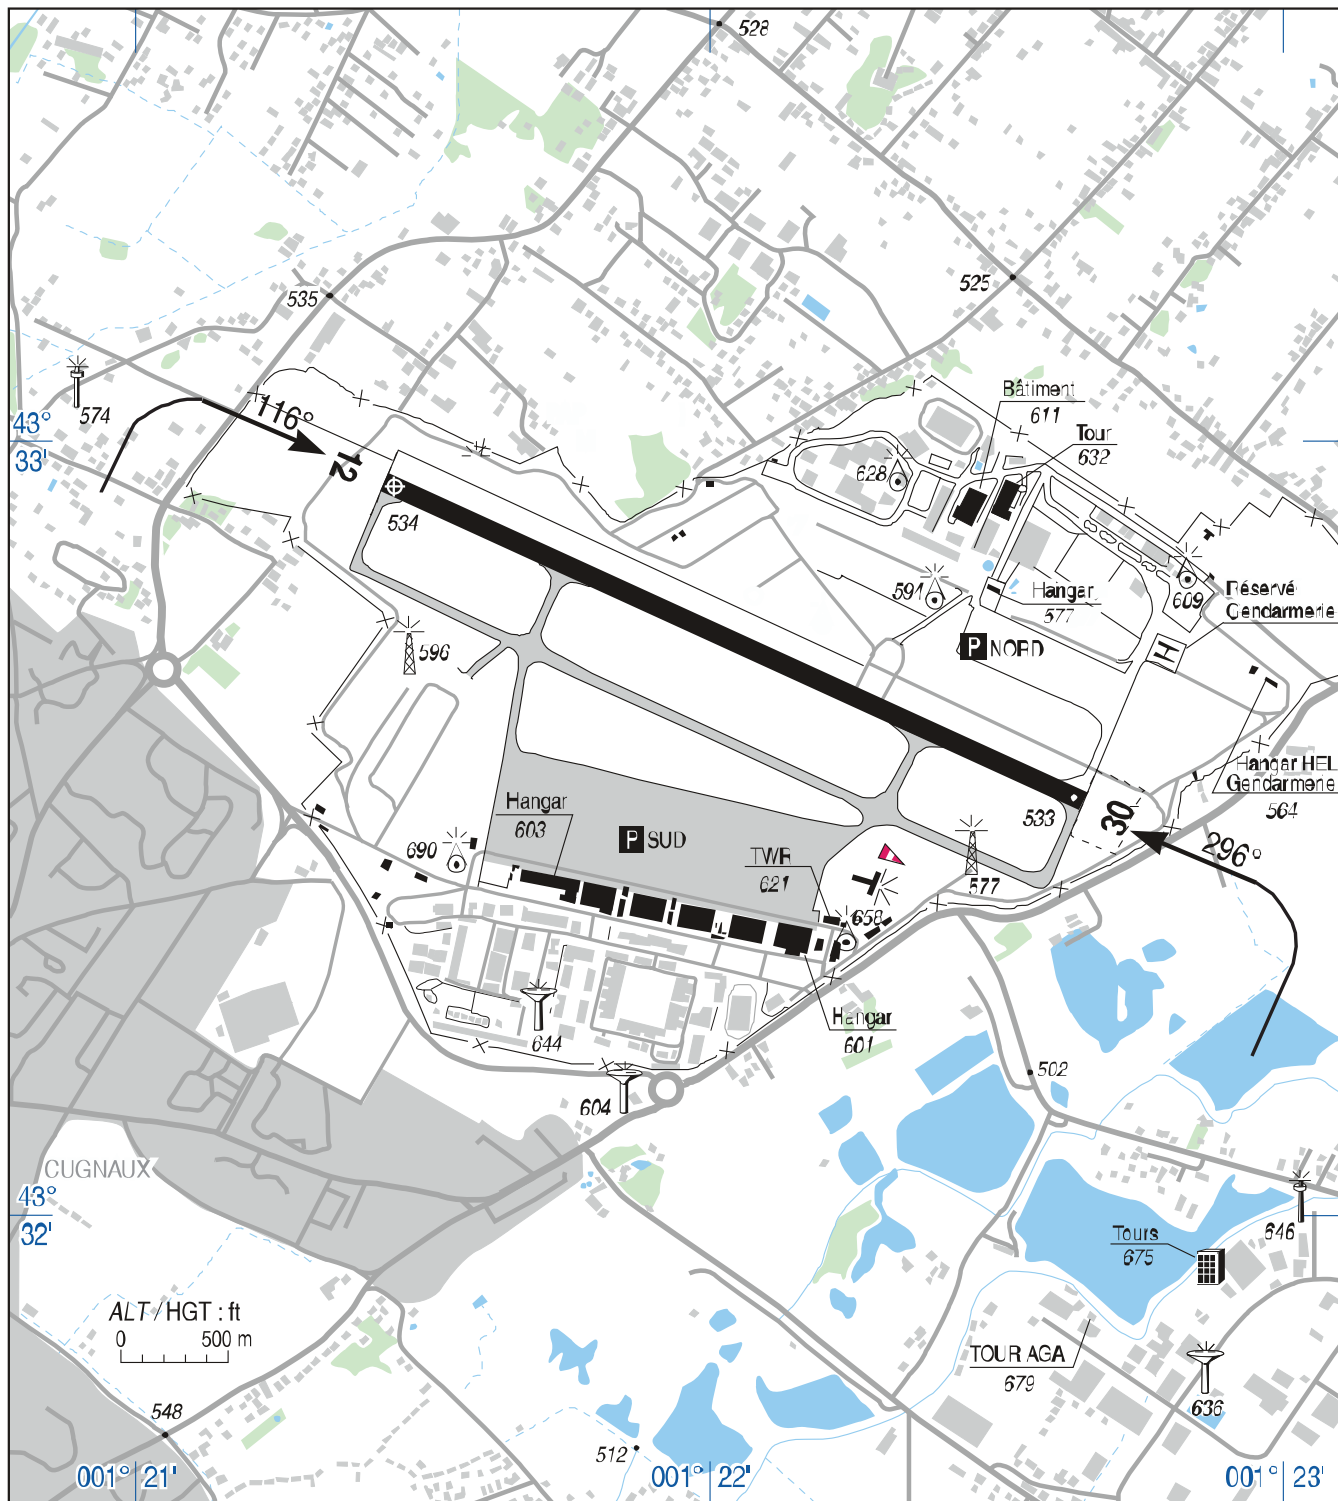 528
535
525
574
43°
33'
116°
12
534
Bâtiment
611
Tour
632
628
594
Hangar
577
609
Réservé
Gendarmerie
P NORD
H
596
Hangar HEL
Gendarmerie
564
Hangar
603
P SUD
533
30
296°
690
TWR
621
577
658
644
Hangar
601
604
502
CUGNAUX
43°
32'
646
Tours
675
ALT / HGT : ft
0 500 m
TOUR AGA
679
636
548
512
001° 21'
001° 22'
001° 23'